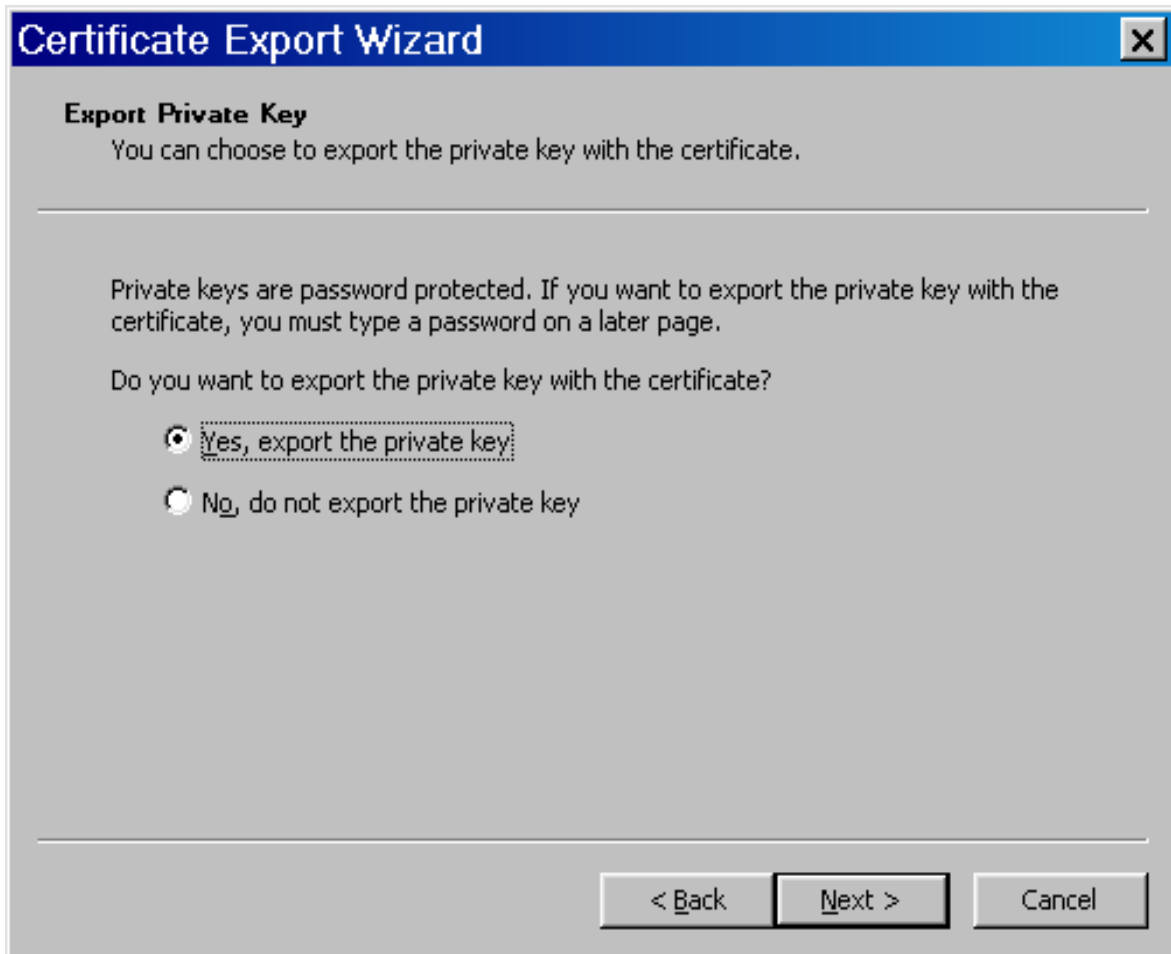 Certificate Export Wizard
Export Private Key
You can choose to export the private key with the certificate.
Private keys are password protected. If you want to export the private key with the
certificate, you must type a password on a later page.
Do you want to export the private key with the certificate?
Yes, export the private key
No, do not export the private key
< Back
Next >
Cancel